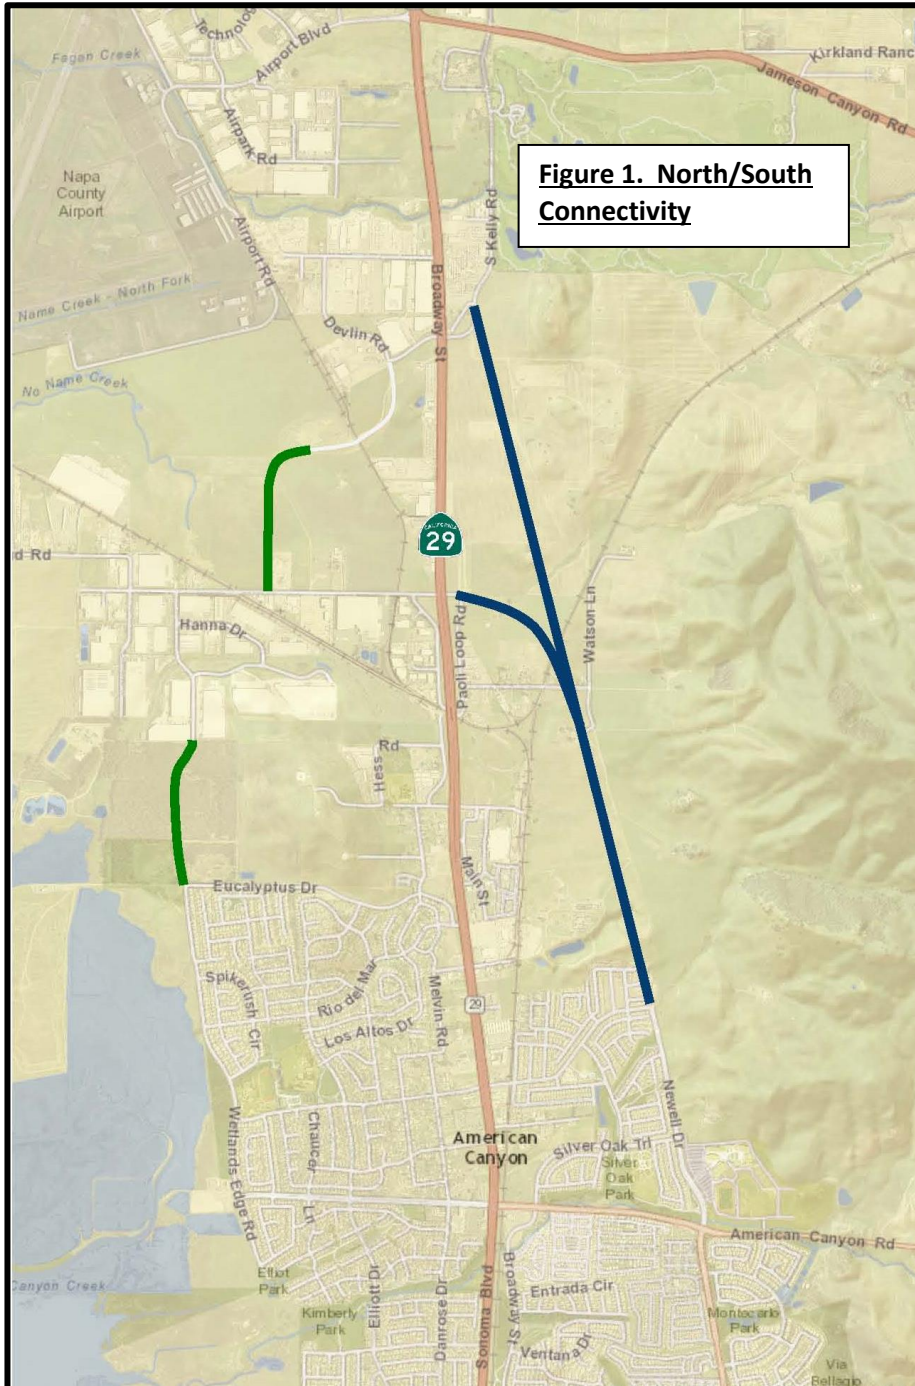 Technology
Airport Blvd
Fagan Creek
Kirkland Ranc
Jameson Canyon Rd
Airpark Rd
Napa
County
Airport
Figure 1.  North/South
Connectivity
S Kelly Rd
Airport Rd
Broadway St
Name Creek - North Fork
Devlin Rd
No Name Creek
CALIFORNIA
29
d Rd
Hanna Dr
Paoli Loop Rd
Watson Ln
Hess Rd
Main St
Eucalyptus Dr
Spikerush Cir
Rio del Mar
Melvin Rd
29
Los Altos Dr
Newell Dr
Wetlands Edge Rd
Chaucer Ln
American
Canyon
Silver Oak Trl
Silver
Oak
Park
American Canyon Rd
Canyon Creek
Elliot
Park
Elliott Dr
Danrose Dr
Sonoma Blvd
Broadway St
Entrada Cir
Kimberly
Park
Montecarlo
Park
Ventana Dr
Via
Bellagio